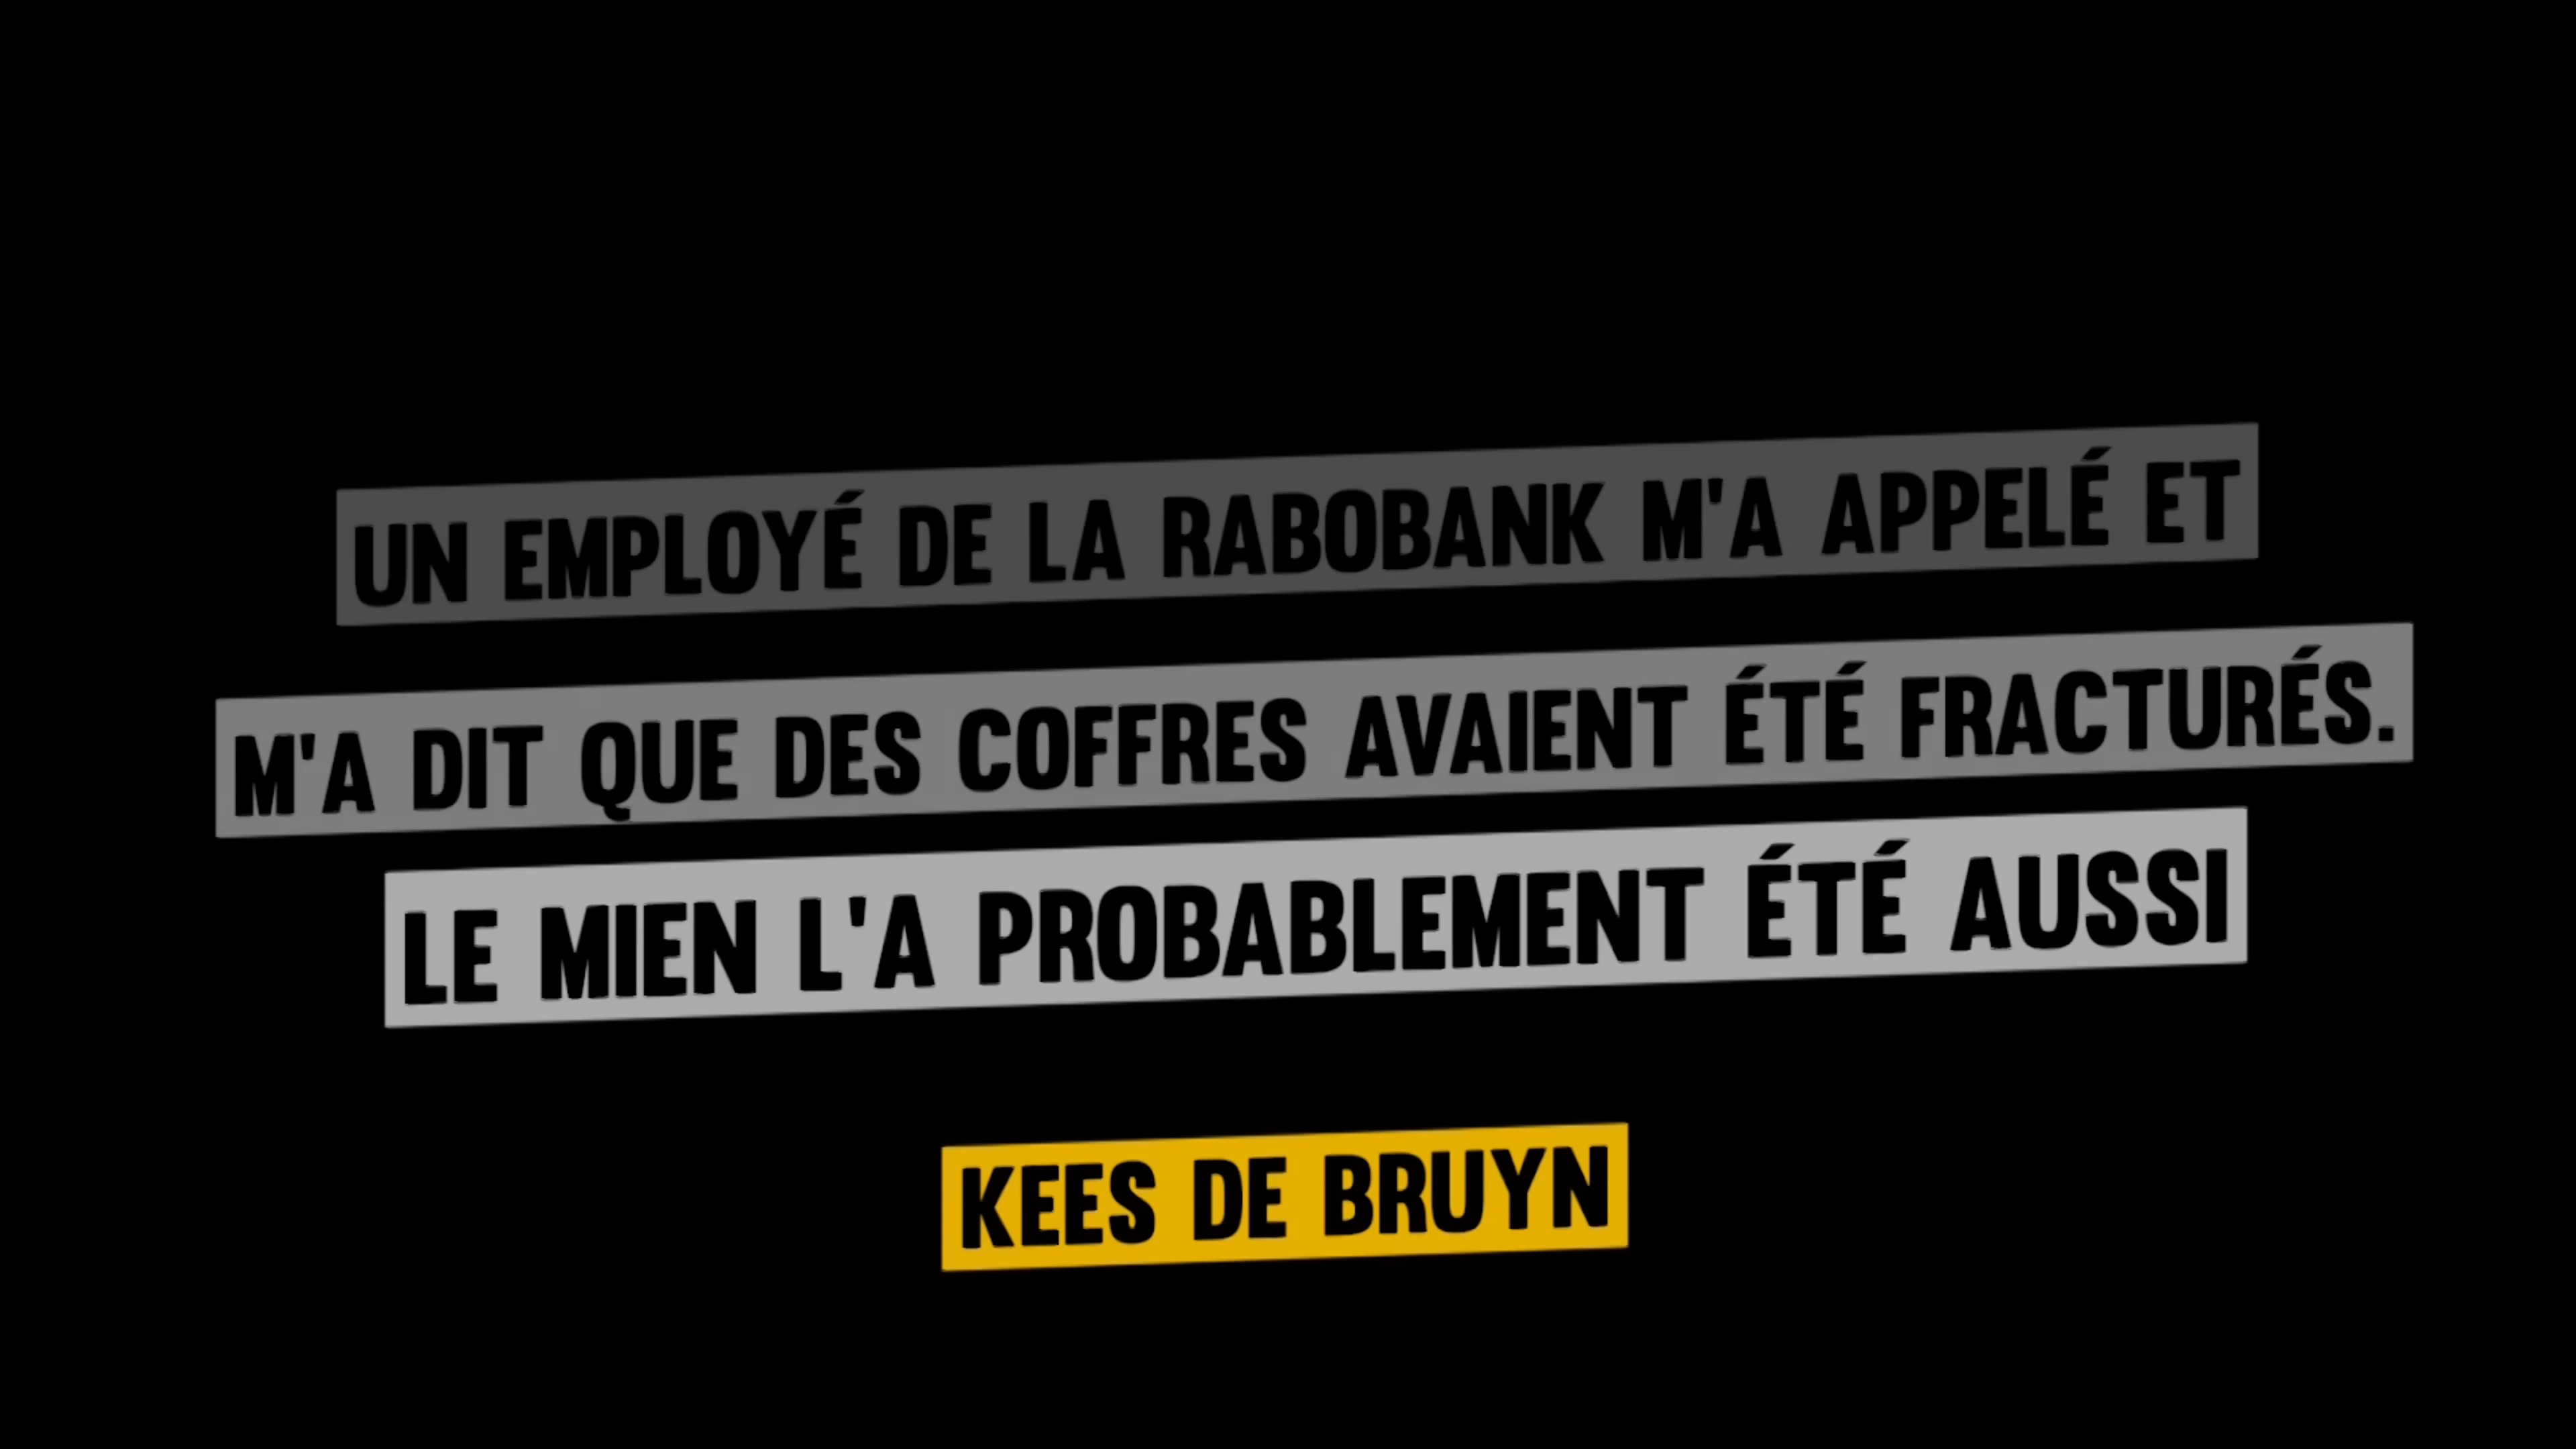 UN EMPLOYÉ DE LA RABOBANK M'A APPELÉ ET
M'A DIT QUE DES COFFRES AVAIENT ÉTÉ FRACTURÉS.
LE MIEN L'A PROBABLEMENT ÉTÉ AUSSI
KEES DE BRUYN